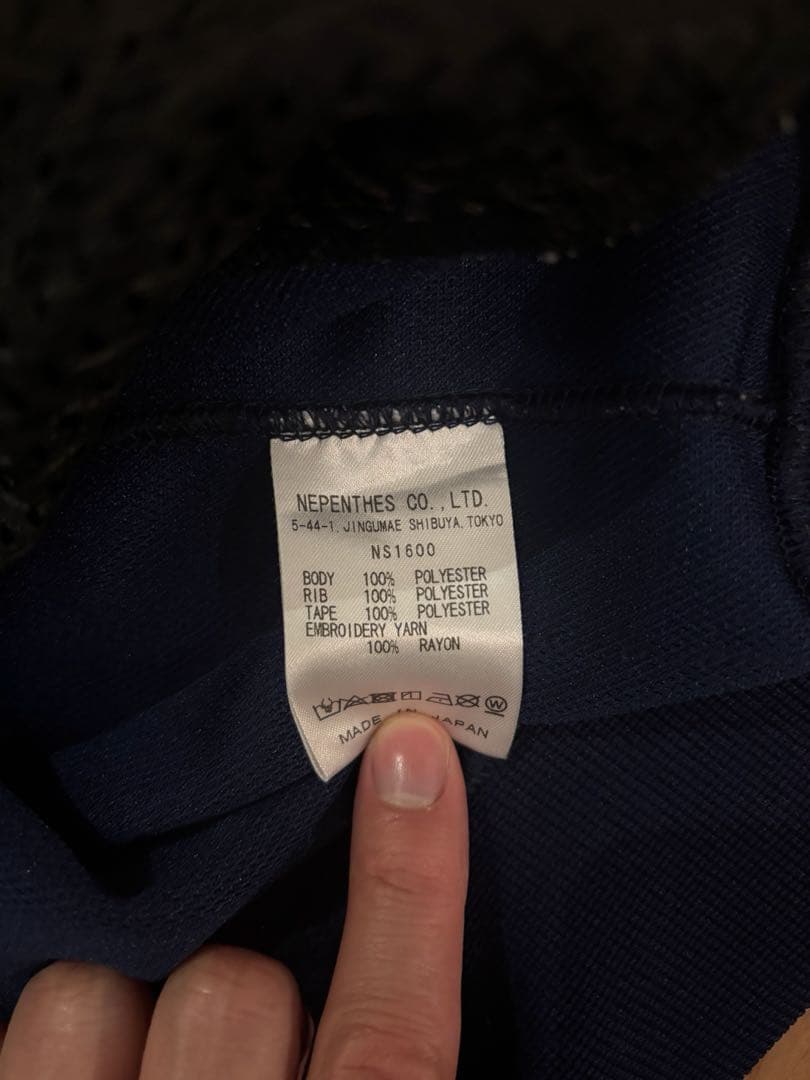 NEPENTHES CO.,LTD.
5-44-1, JINGUMAE SHIBUYA, TOKYO
NS1600
BODY 100% POLYESTER
RIB 100% POLYESTER
TAPE 100% POLYESTER
EMBROIDERY YARN
100% RAYON
W
MADE IN JAPAN